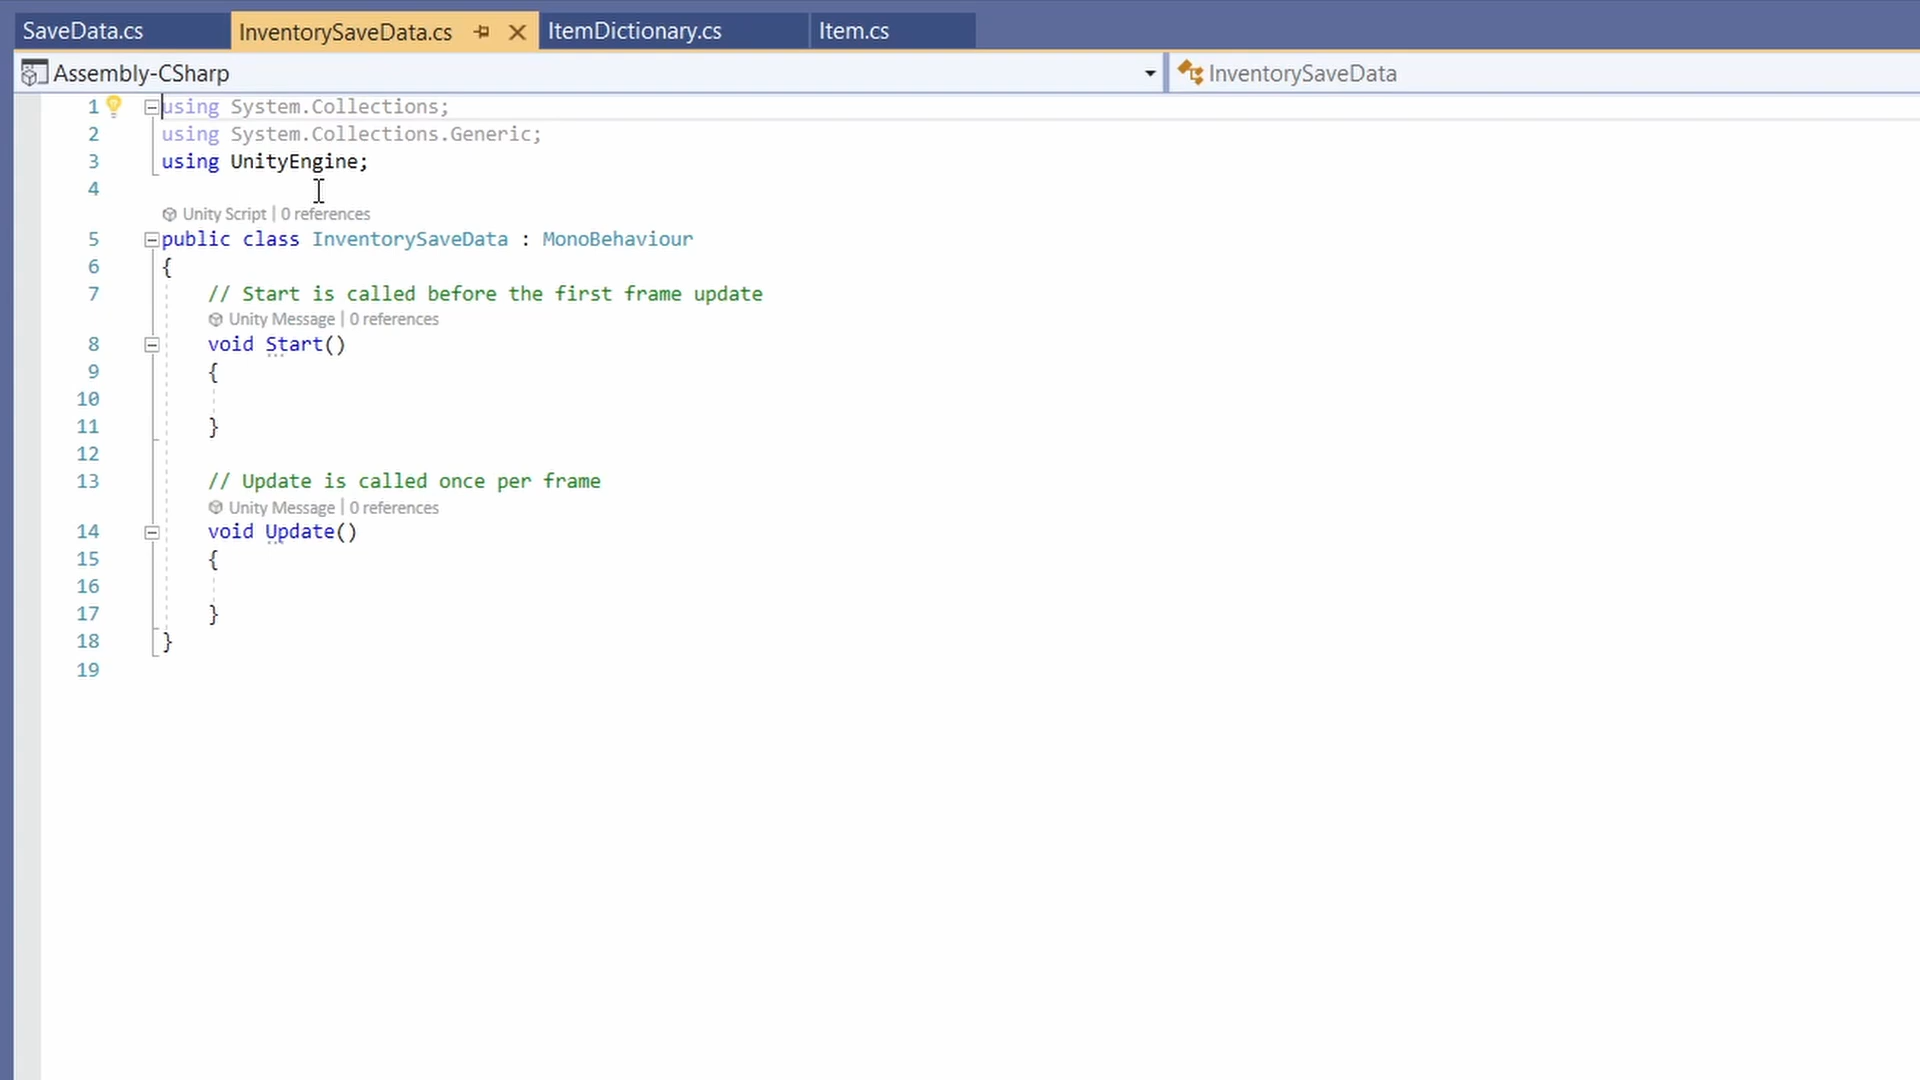 SaveData.cs InventorySaveData.cs ItemDictionary.cs Item.cs
Assembly-CSharp InventorySaveData
1 using System.Collections;
2 using System.Collections.Generic;
3 using UnityEngine;
4
Unity Script | 0 references
5 public class InventorySaveData : MonoBehaviour
6 {
7 // Start is called before the first frame update
Unity Message | 0 references
8 void Start()
9 {
10
11 }
12
13 // Update is called once per frame
Unity Message | 0 references
14 void Update()
15 {
16
17 }
18 }
19